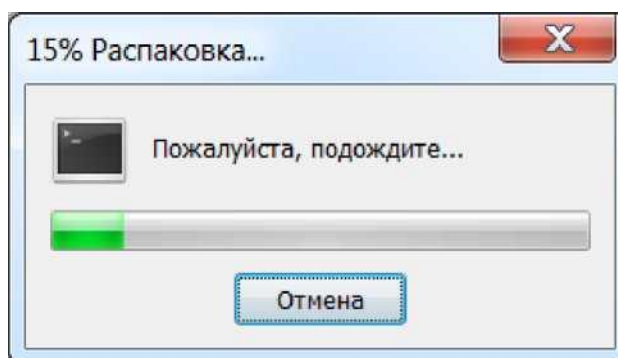 15% Распаковка...
Пожалуйста, подождите...
Отмена